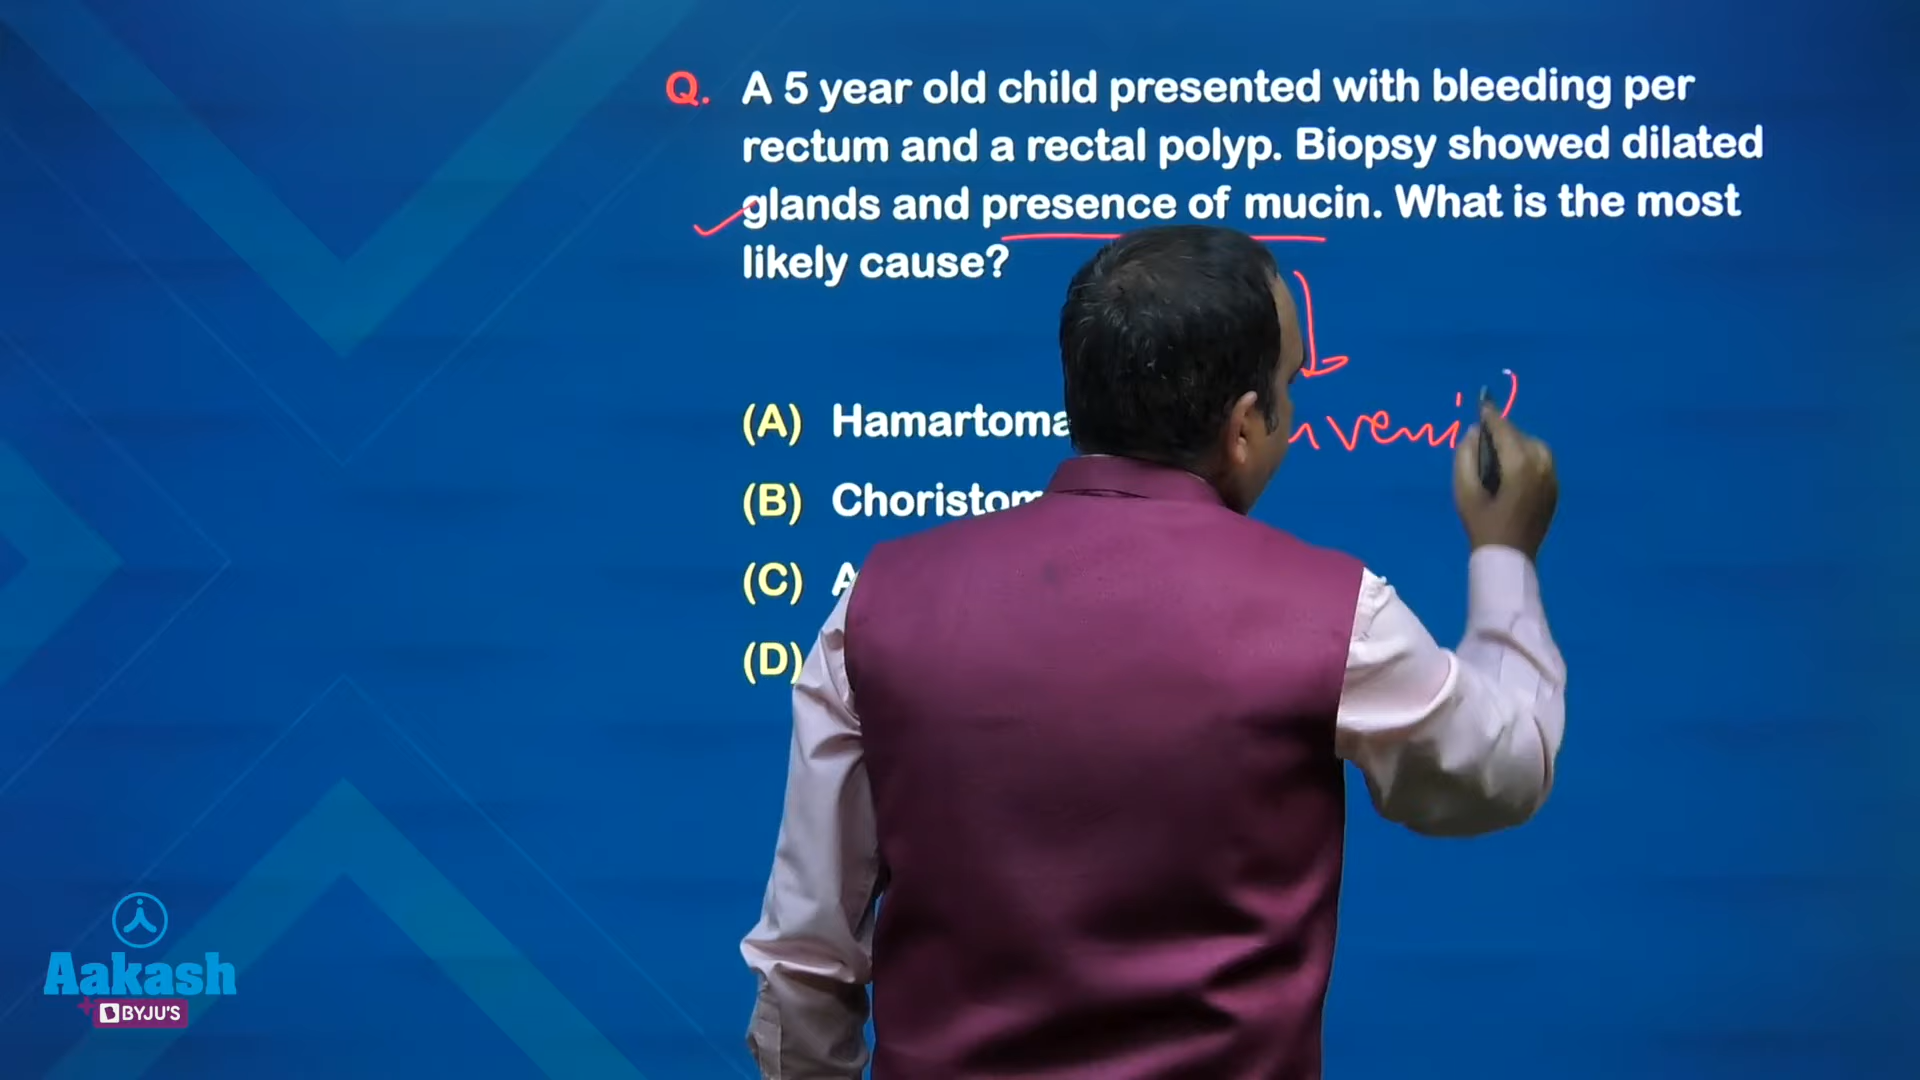 Q. A 5 year old child presented with bleeding per
rectum and a rectal polyp. Biopsy showed dilated
glands and presence of mucin. What is the most
likely cause?
(A) Hamartoma
(B)
(C)
(D)
Aakash
BYJU'S